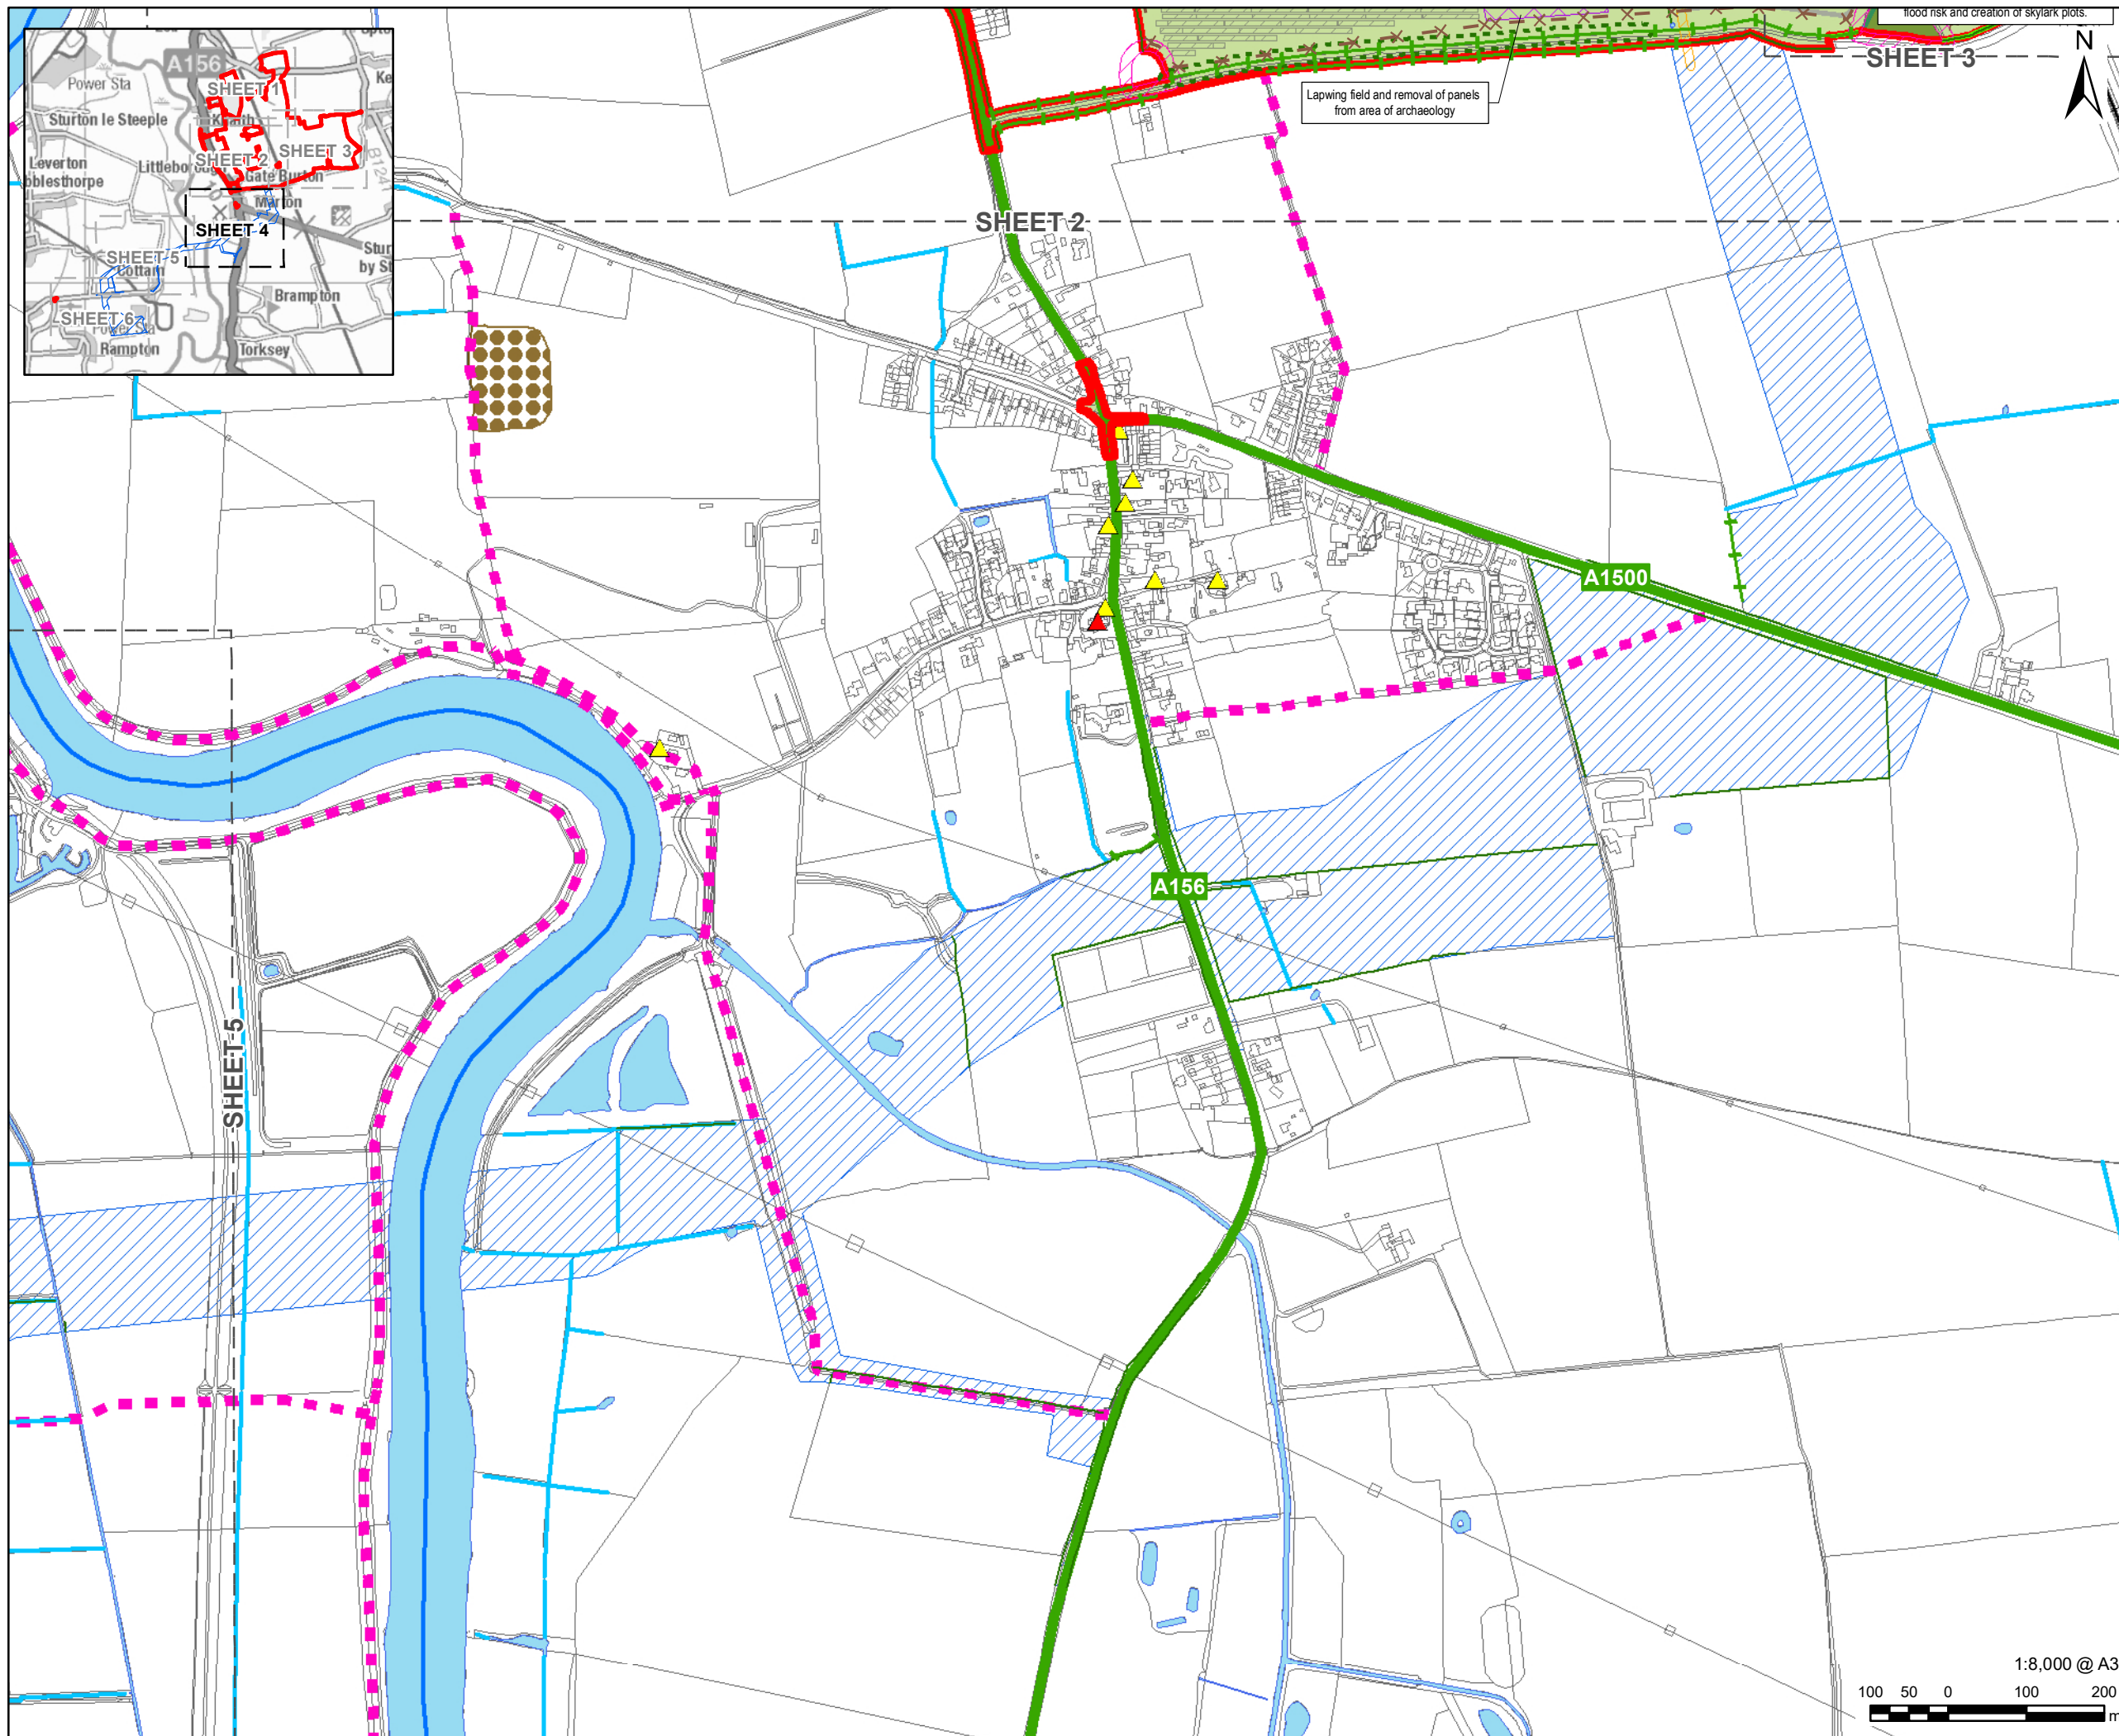 flood risk and creation of skylark plots.
N
SHEET 3
Lapwing field and removal of panels
from area of archaeology
A156
Power Sta
SHEET 1
Sturton le Steeple
Knaith
SHEET 3
SHEET 2
Leverton
Gate Burton
Marton
SHEET 4
SHEET 5
Cottam
Brampton
SHEET 6
Rampton
Torksey
SHEET 2
A1500
A156
SHEET 5
1:8,000 @ A3
100 50 0 100 200
m